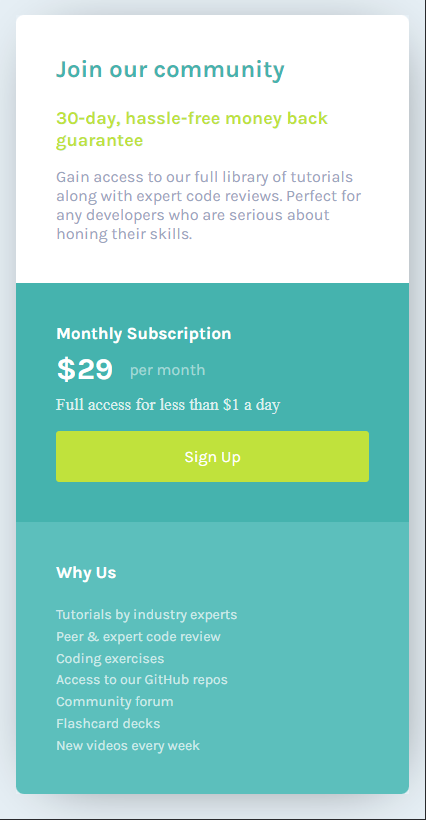 Join our community
30-day, hassle-free money back
guarantee
Gain access to our full library of tutorials
along with expert code reviews. Perfect for
any developers who are serious about
honing their skills.
Monthly Subscription
$29 per month
Full access for less than $1 a day
Sign Up
Why Us
Tutorials by industry experts
Peer & expert code review
Coding exercises
Access to our GitHub repos
Community forum
Flashcard decks
New videos every week